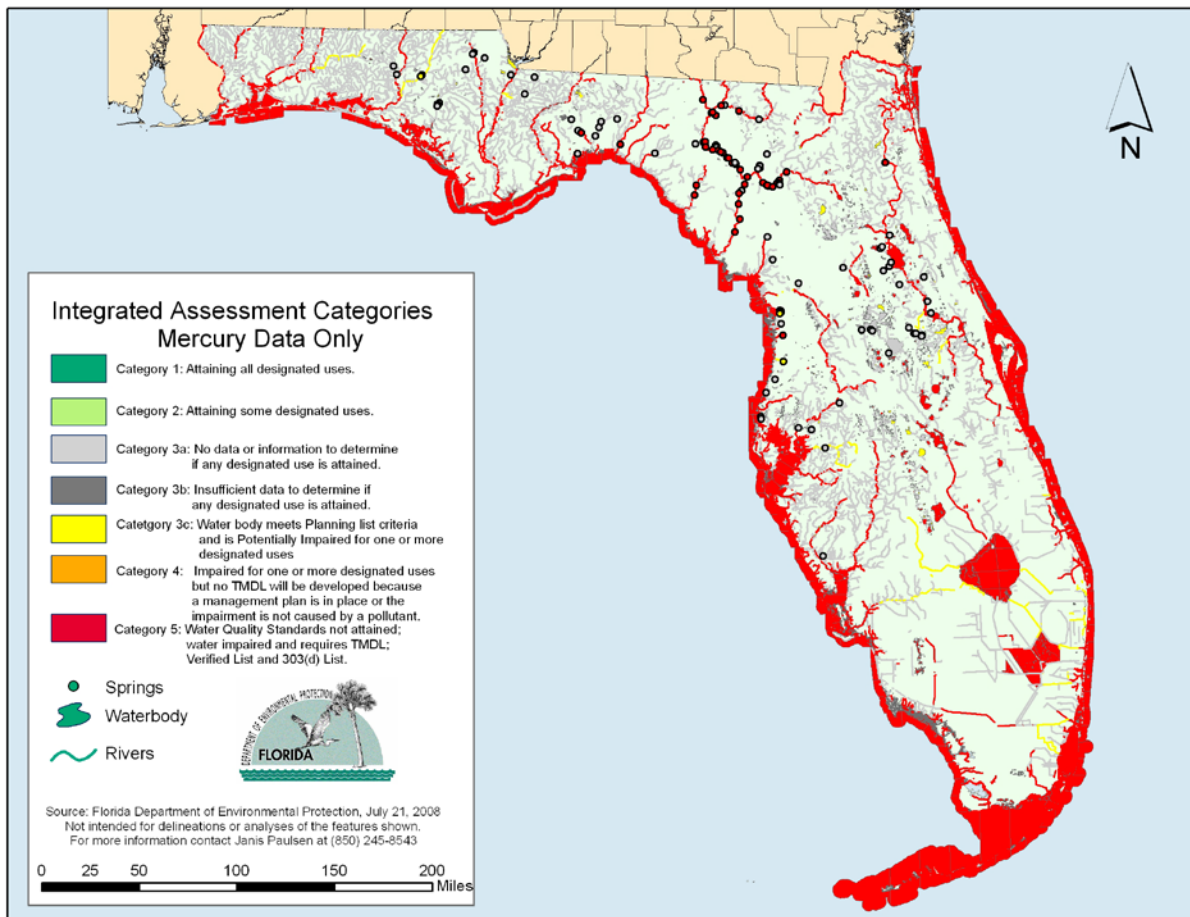 N
Integrated Assessment Categories
Mercury Data Only
Category 1: Attaining all designated uses.
Category 2: Attaining some designated uses.
Category 3a: No data or information to determine
if any designated use is attained.
Category 3b: Insufficient data to determine if
any designated use is attained.
Category 3c: Water body meets Planning list criteria
and is Potentially Impaired for one or more
designated uses
Category 4: Impaired for one or more designated uses
but no TMDL will be developed because
a management plan is in place or the
impairment is not caused by a pollutant.
Category 5: Water Quality Standards not attained;
water impaired and requires TMDL;
Verified List and 303(d) List.
Springs
Waterbody
Rivers
DEPARTMENT OF ENVIRONMENTAL PROTECTION
FLORIDA
Source: Florida Department of Environmental Protection, July 21, 2008
Not intended for delineations or analyses of the features shown.
For more information contact Janis Paulsen at (850) 245-8543
0 25 50 100 150 200
Miles